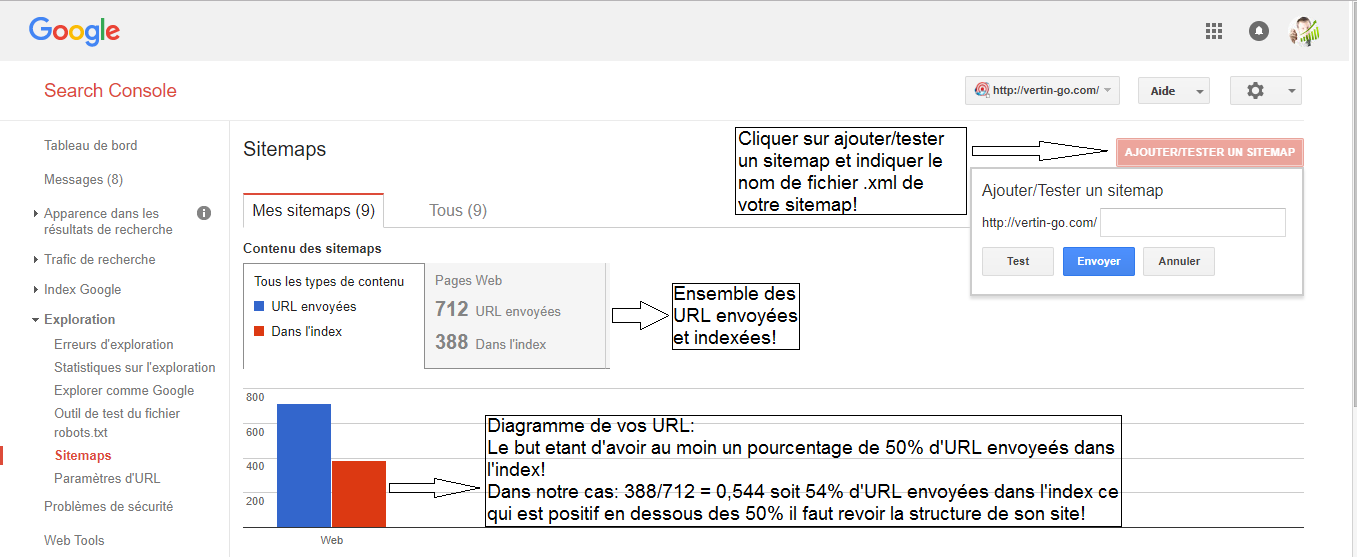 Google
Search Console
http://vertin-go.com/
Aide
Tableau de bord
Messages (8)
Apparence dans les
résultats de recherche
Trafic de recherche
Index Google
Exploration
Erreurs d'exploration
Statistiques sur l'exploration
Explorer comme Google
Outil de test du fichier
robots.txt
Sitemaps
Paramètres d'URL
Problèmes de sécurité
Web Tools
Sitemaps
Cliquer sur ajouter/tester
un sitemap et indiquer le
nom de fichier .xml de
votre sitemap!
AJOUTER/TESTER UN SITEMAP
Ajouter/Tester un sitemap
http://vertin-go.com/
Test
Envoyer
Annuler
Mes sitemaps (9)
Tous (9)
Contenu des sitemaps
Tous les types de contenu
URL envoyées
Dans l'index
Pages Web
712 URL envoyées
388 Dans l'index
Ensemble des
URL envoyées
et indexées!
800
600
400
200
Web
Diagramme de vos URL:
Le but etant d'avoir au moin un pourcentage de 50% d'URL envoyeés dans
l'index!
Dans notre cas: 388/712 = 0,544 soit 54% d'URL envoyées dans l'index ce
qui est positif en dessous des 50% il faut revoir la structure de son site!